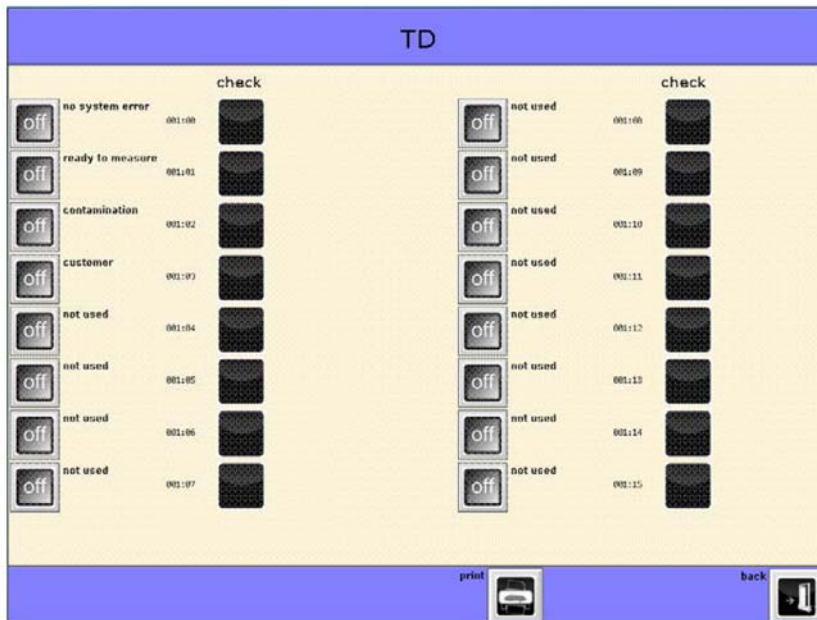 TD
check
check
off no system error 001:00
off not used 001:08
off ready to measure 001:01
off not used 001:09
off contamination 001:02
off not used 001:10
off customer 001:03
off not used 001:11
off not used 001:04
off not used 001:12
off not used 001:05
off not used 001:13
off not used 001:06
off not used 001:14
off not used 001:07
off not used 001:15
print
back